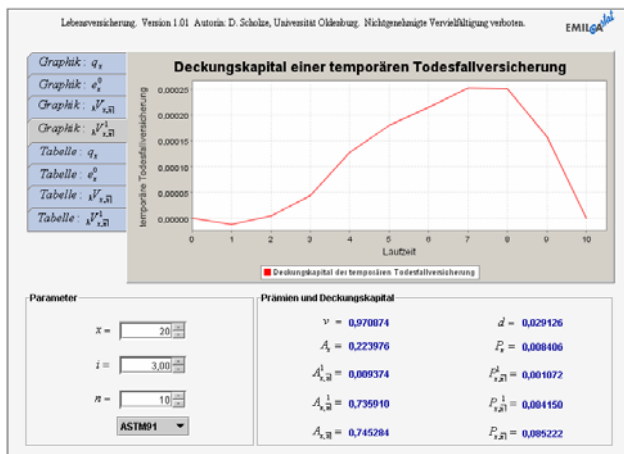 Lebensversicherung. Version 1.01 Autorin: D. Scholze, Universität Oldenburg. Nichtgenehmigte Vervielfältigung verboten.
EMILeAstat
Graphik: qₓ
Graphik: eₓ⁰
Graphik: ₖVₓ,n̅|
Graphik: ₖV¹ₓ,n̅|
Tabelle: qₓ
Tabelle: eₓ⁰
Tabelle: ₖVₓ,n̅|
Tabelle: ₖV¹ₓ,n̅|
Deckungskapital einer temporären Todesfallversicherung
temporäre Todesfallversicherung
0,00025
0,00020
0,00015
0,00010
0,00005
0,00000
0 1 2 3 4 5 6 7 8 9 10
Laufzeit
Deckungskapital der temporären Todesfallversicherung
Parameter
x = 20
i = 3,00
n = 10
ASTM91
Prämien und Deckungskapital
v = 0,970874 d = 0,029126
Aₓ = 0,223976 Pₓ = 0,008406
A¹ₓ,n̅| = 0,009374 P¹ₓ,n̅| = 0,001072
Aₓ,n̅|¹ = 0,735910 Pₓ,n̅|¹ = 0,084150
Aₓ,n̅| = 0,745284 Pₓ,n̅| = 0,085222